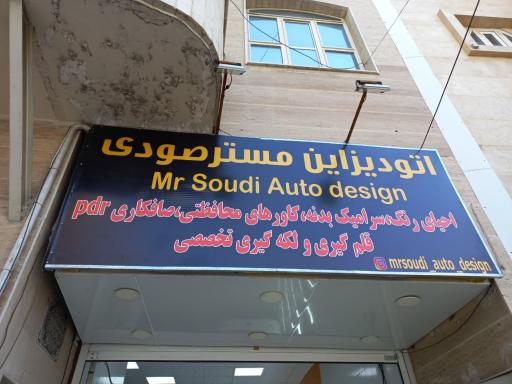 اتودیزاین مسترصودی
Mr Soudi Auto design
احیای رنگ،سرامیک بدنه،کاورهای محافظتی،صافکاری pdr
قلم گیری و لکه گیری تخصصی
mrsoudi_auto_design